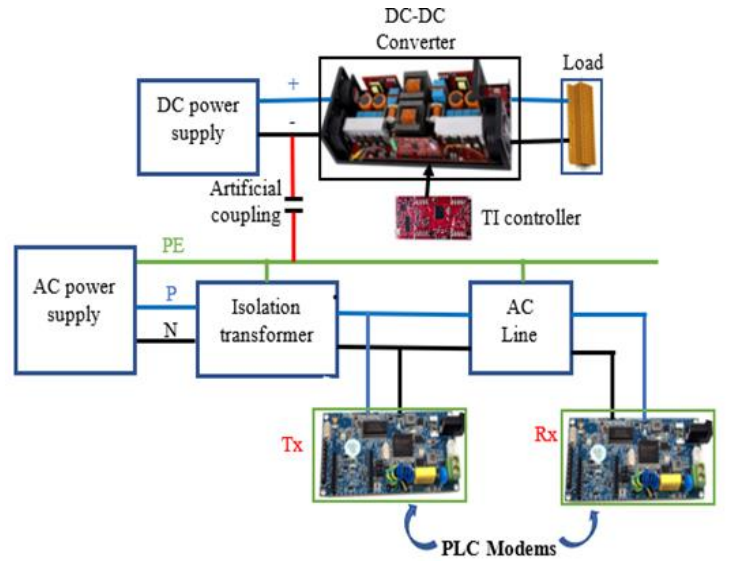 DC-DC
Converter
DC power
supply
+
-
Load
Artificial
coupling
TI controller
PE
AC power
supply
P
N
Isolation
transformer
AC
Line
Tx
Rx
PLC Modems